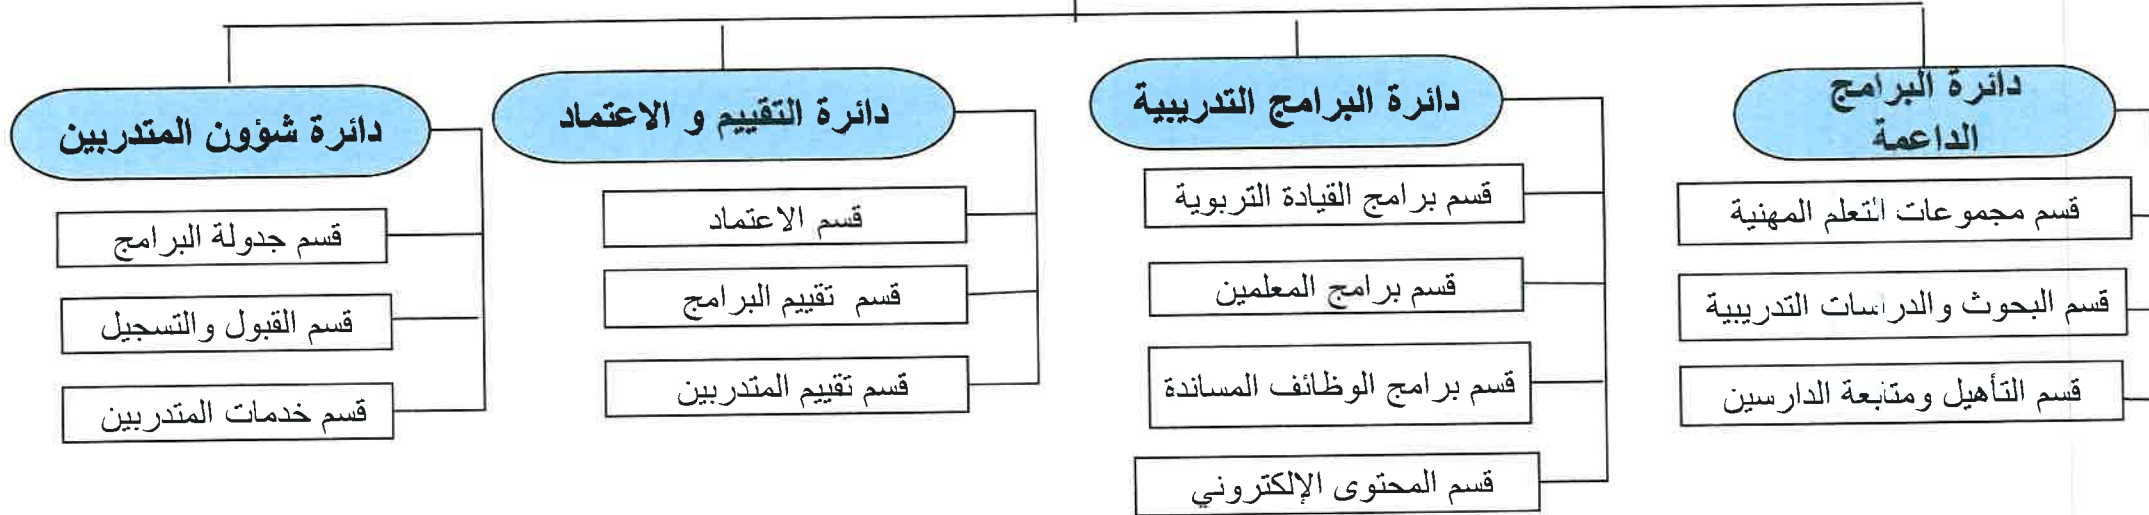 دائرة البرامج
الداعمة
قسم مجموعات التعلم المهنية
قسم البحوث والدراسات التدريبية
قسم التأهيل ومتابعة الدارسين
دائرة البرامج التدريبية
قسم برامج القيادة التربوية
قسم برامج المعلمين
قسم برامج الوظائف المساندة
قسم المحتوى الإلكتروني
دائرة التقييم و الاعتماد
قسم الاعتماد
قسم تقييم البرامج
قسم تقييم المتدربين
دائرة شؤون المتدربين
قسم جدولة البرامج
قسم القبول والتسجيل
قسم خدمات المتدربين